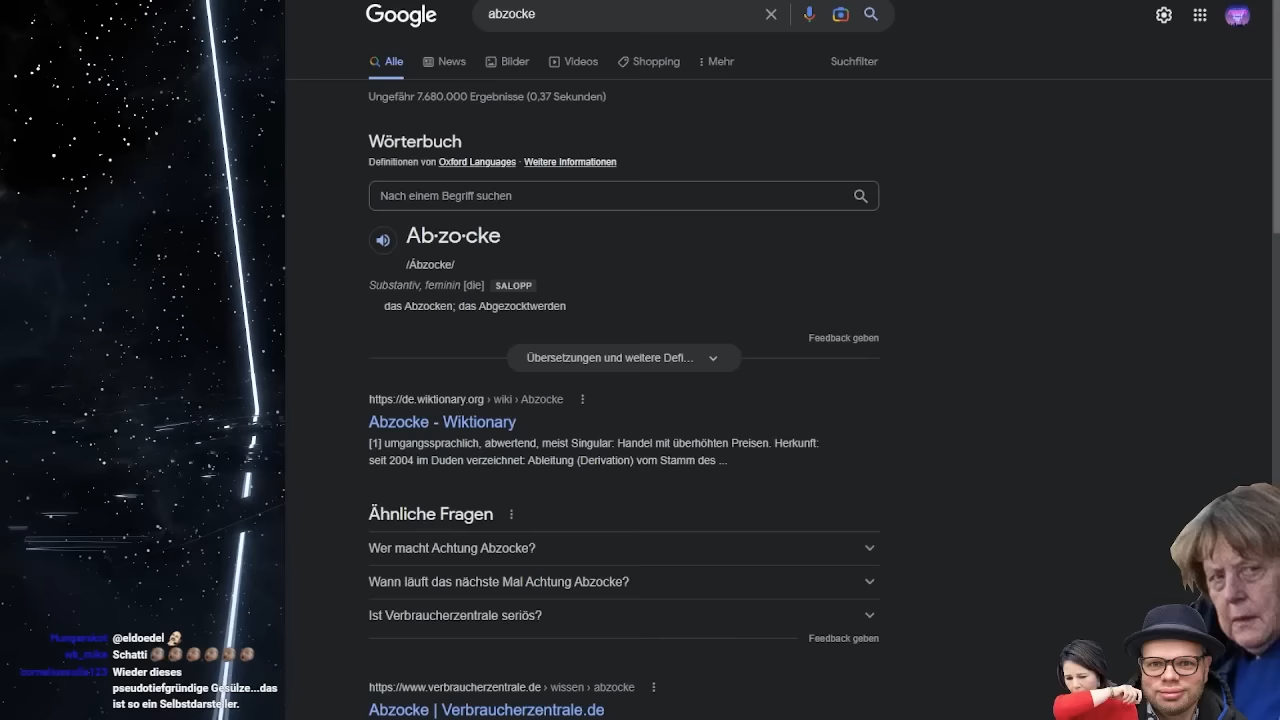 Google
abzocke
Alle
News
Bilder
Videos
Shopping
Mehr
Suchfilter
Ungefähr 7.680.000 Ergebnisse (0,37 Sekunden)
Wörterbuch
Definitionen von Oxford Languages · Weitere Informationen
Nach einem Begriff suchen
Ab·zo·cke
/Ábzocke/
Substantiv, feminin [die] SALOPP
das Abzocken; das Abgezocktwerden
Feedback geben
Übersetzungen und weitere Defi...
https://de.wiktionary.org › wiki › Abzocke
Abzocke - Wiktionary
[1] umgangssprachlich, abwertend, meist Singular: Handel mit überhöhten Preisen. Herkunft:
seit 2004 im Duden verzeichnet: Ableitung (Derivation) vom Stamm des ...
Ähnliche Fragen
Wer macht Achtung Abzocke?
Wann läuft das nächste Mal Achtung Abzocke?
Ist Verbraucherzentrale seriös?
Feedback geben
https://www.verbraucherzentrale.de › wissen › abzocke
Abzocke | Verbraucherzentrale.de
@eldoedel
Schatti
Wieder dieses
pseudotiefgründige Gesülze...das
ist so ein Selbstdarsteller.